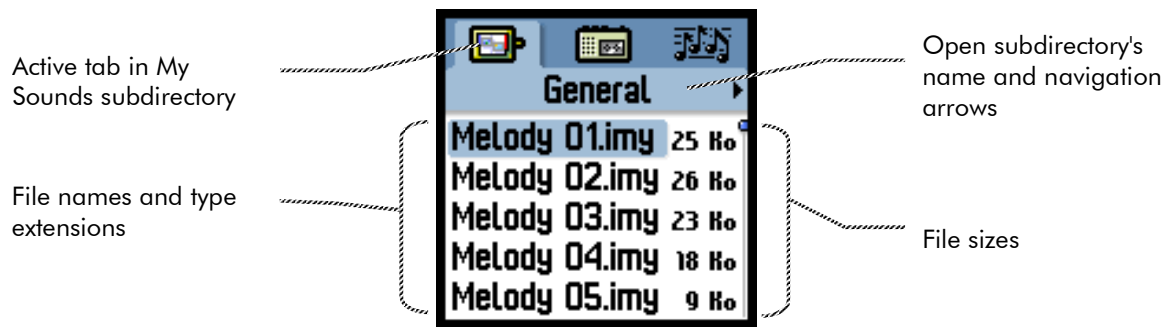 Active tab in My
Sounds subdirectory
File names and type
extensions
General
Melody 01.imy 25 Ko
Melody 02.imy 26 Ko
Melody 03.imy 23 Ko
Melody 04.imy 18 Ko
Melody 05.imy 9 Ko
Open subdirectory's
name and navigation
arrows
File sizes